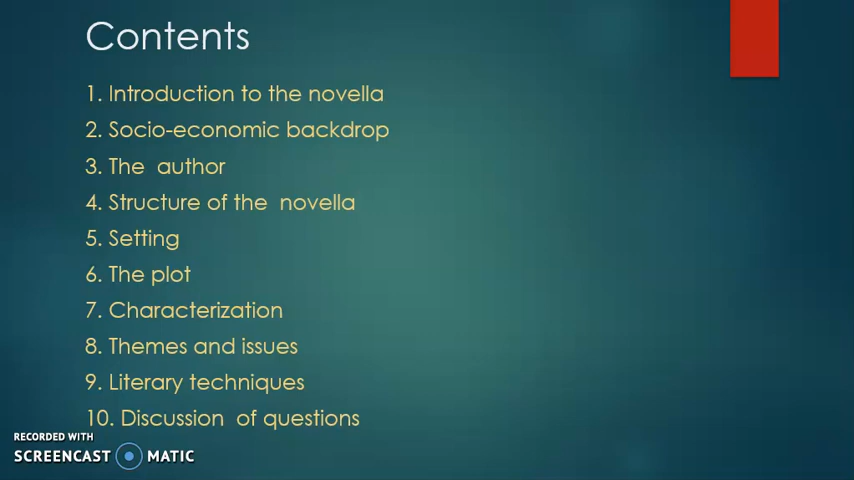 Contents
1. Introduction to the novella
2. Socio-economic backdrop
3. The author
4. Structure of the novella
5. Setting
6. The plot
7. Characterization
8. Themes and issues
9. Literary techniques
10. Discussion of questions
RECORDED WITH
SCREENCAST MATIC